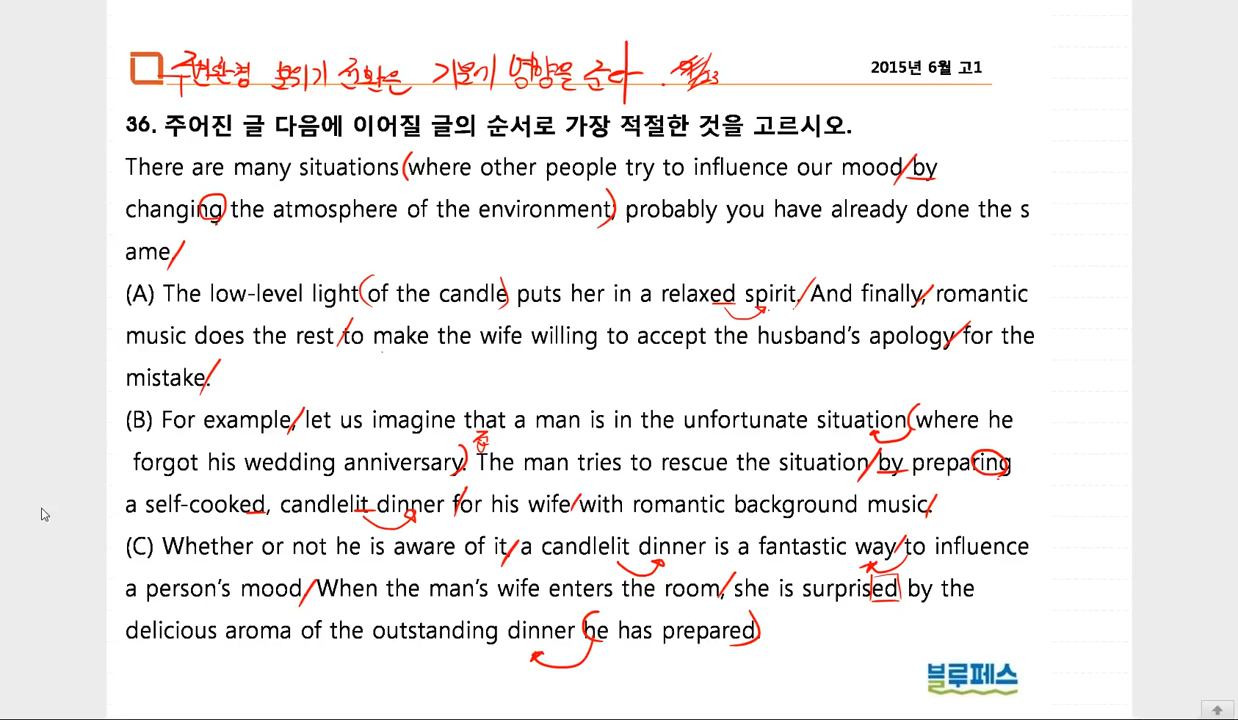 주변환경 분위기 전환은 기분에 영향을 준다.
2015년 6월 고1
36. 주어진 글 다음에 이어질 글의 순서로 가장 적절한 것을 고르시오.
There are many situations where other people try to influence our mood by
changing the atmosphere of the environment; probably you have already done the s
ame.
(A) The low-level light of the candle puts her in a relaxed spirit. And finally, romantic
music does the rest to make the wife willing to accept the husband's apology for the
mistake.
(B) For example, let us imagine that a man is in the unfortunate situation where he
forgot his wedding anniversary. The man tries to rescue the situation by preparing
a self-cooked, candlelit dinner for his wife with romantic background music.
(C) Whether or not he is aware of it, a candlelit dinner is a fantastic way to influence
a person's mood. When the man's wife enters the room, she is surprised by the
delicious aroma of the outstanding dinner he has prepared.
블루페스